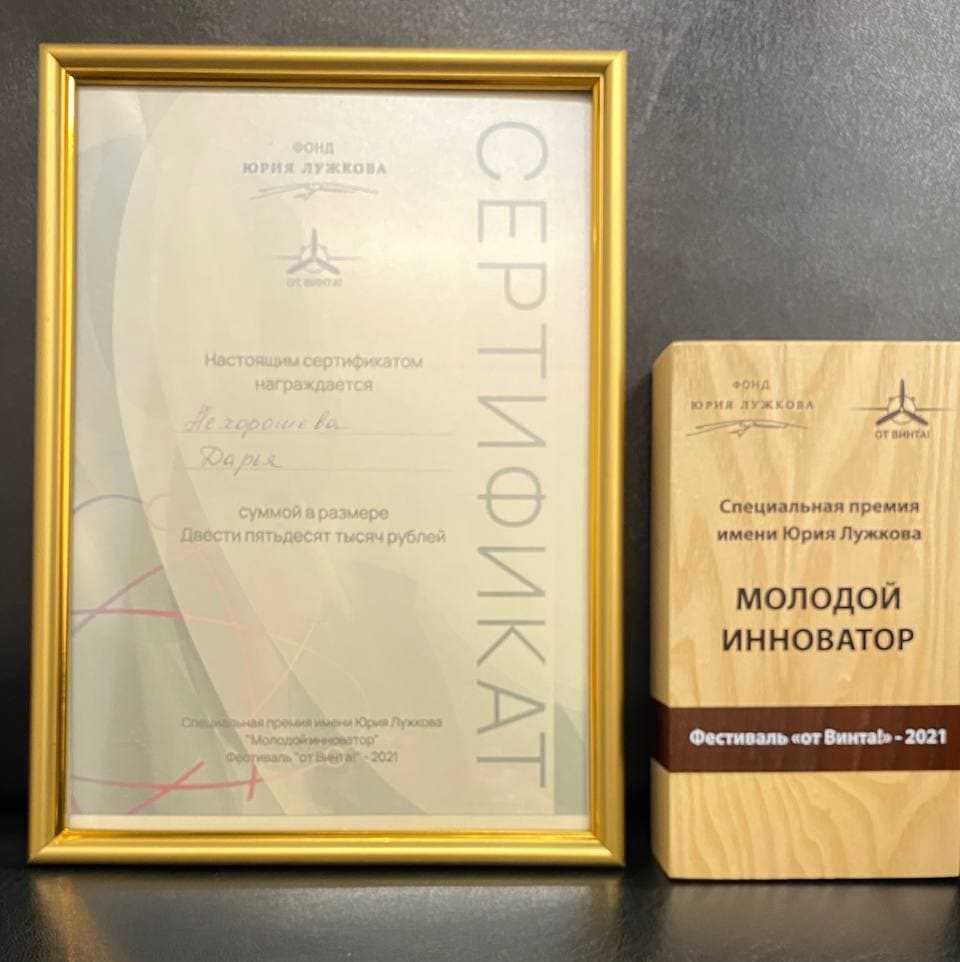 ФОНД
ЮРИЯ ЛУЖКОВА
ОТ ВИНТА!
СЕРТИФИКАТ
Настоящим сертификатом
награждается
Нехорошева
Дарья
суммой в размере
Двести пятьдесят тысяч рублей
Специальная премия имени Юрия Лужкова
"Молодой инноватор"
Фестиваль "от Винта!" - 2021
ФОНД
ЮРИЯ ЛУЖКОВА
ОТ ВИНТА!
Специальная премия
имени Юрия Лужкова
МОЛОДОЙ
ИННОВАТОР
Фестиваль «от Винта!» - 2021